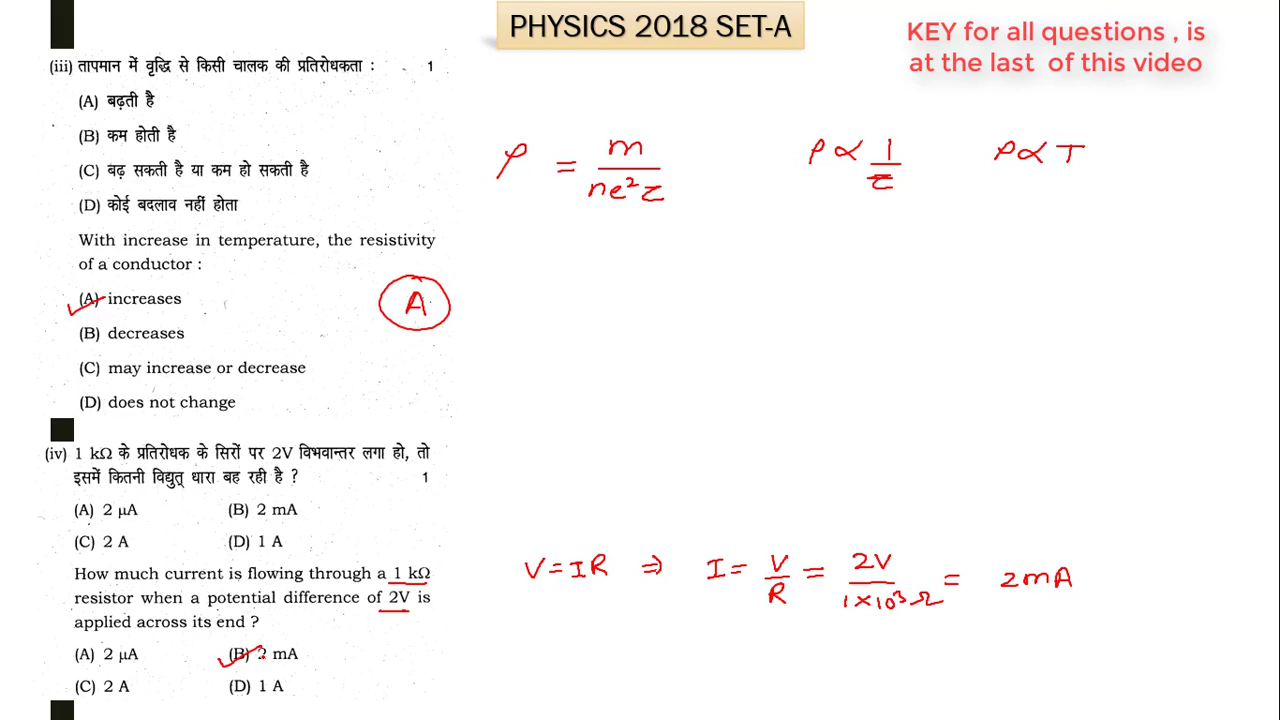 PHYSICS 2018 SET-A
KEY for all questions , is
at the last of this video
(iii) तापमान में वृद्धि से किसी चालक की प्रतिरोधकता : 1
(A) बढ़ती है
(B) कम होती है
(C) बढ़ सकती है या कम हो सकती है
(D) कोई बदलाव नहीं होता
With increase in temperature, the resistivity
of a conductor :
(A) increases
(B) decreases
(C) may increase or decrease
(D) does not change
A
ρ = m / ne²τ ρ ∝ 1/τ ρ ∝ T
(iv) 1 kΩ के प्रतिरोधक के सिरों पर 2V विभवान्तर लगा हो, तो
इसमें कितनी विद्युत् धारा बह रही है ? 1
(A) 2 μA (B) 2 mA
(C) 2 A (D) 1 A
How much current is flowing through a 1 kΩ
resistor when a potential difference of 2V is
applied across its end ?
(A) 2 μA (B) 2 mA
(C) 2 A (D) 1 A
V=IR ⇒ I = V/R = 2V / 1×10³Ω = 2mA